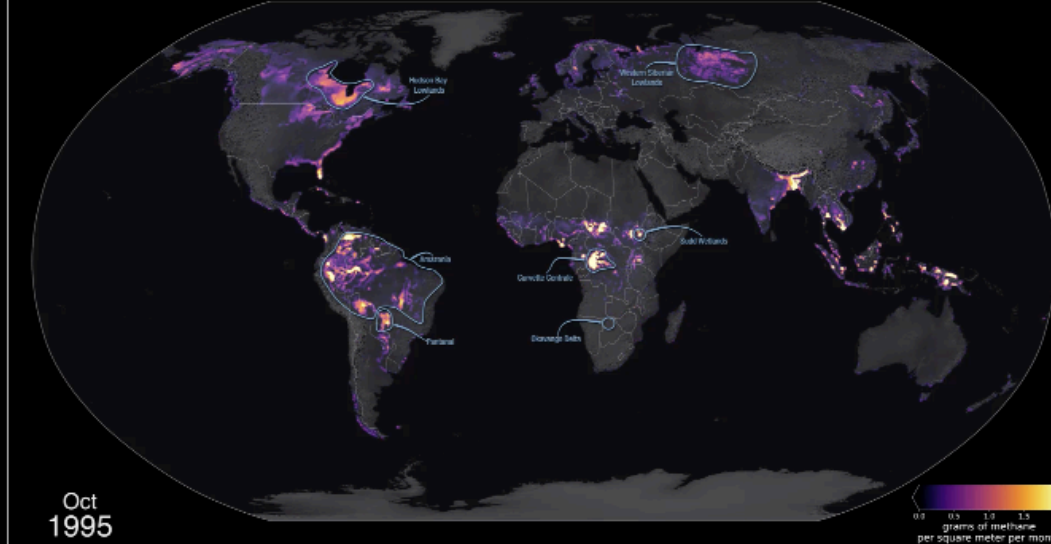 Hudson Bay
Lowlands
Western Siberian
Lowlands
Amazonia
Sudd Wetlands
Cuvette Centrale
Pantanal
Okavango Delta
Oct
1995
0.0 0.5 1.0 1.5
grams of methane
per square meter per mon